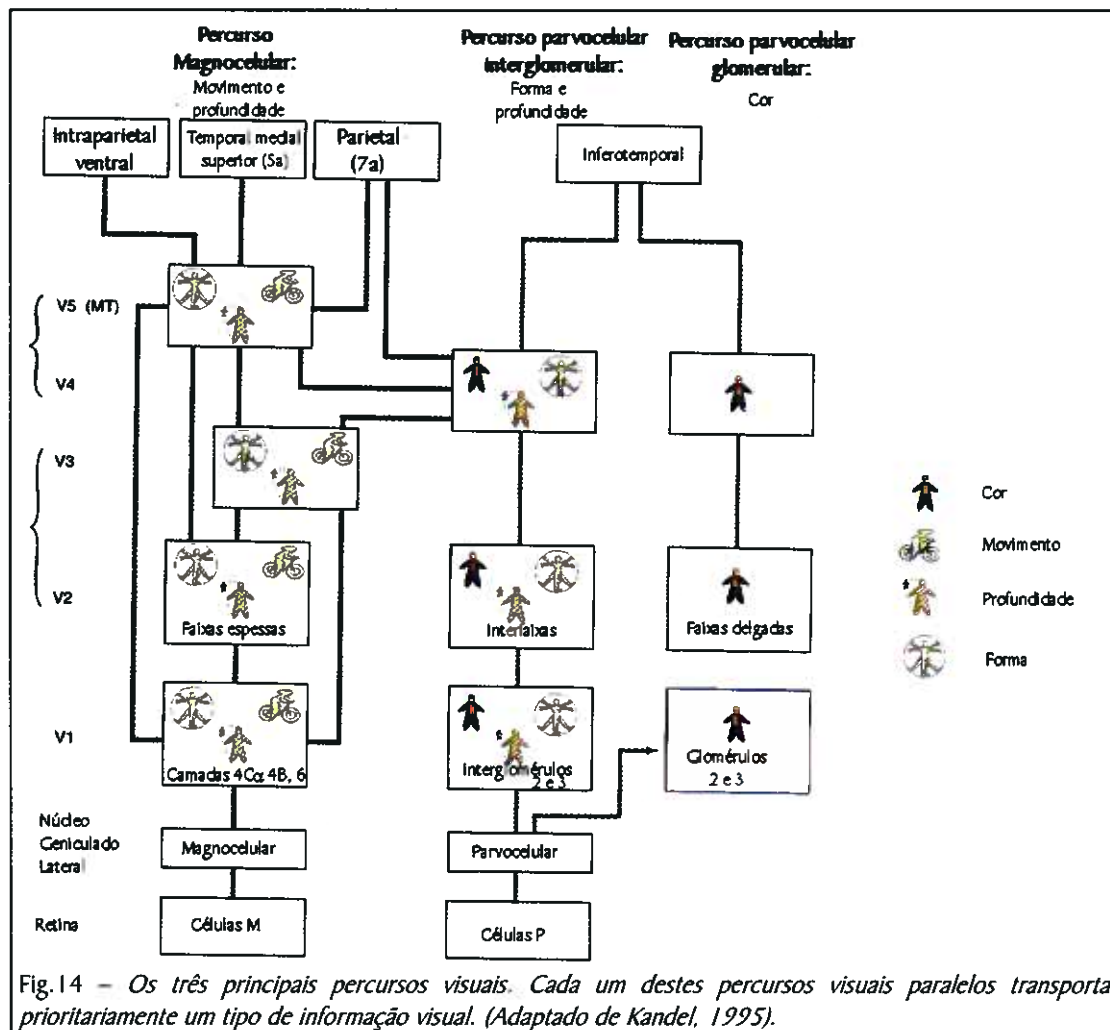 Percurso
Magnocelular:
Movimento e
profundidade
Percurso parvocelular
interglomerular:
Forma e
profundidade
Percurso parvocelular
glomerular:
Cor
Intraparietal
ventral
Temporal medial
superior (5a)
Parietal
(7a)
Inferotemporal
V5 (MT)
V4
V3
V2
Faixas espessas
Interfaixas
Faixas delgadas
Cor
Movimento
Profundidade
Forma
V1
Camadas 4Cα 4B, 6
Interglomérulos
2 e 3
Glomérulos
2 e 3
Núcleo
Geniculado
Lateral
Magnocelular
Parvocelular
Retina
Células M
Células P
Fig.14 – Os três principais percursos visuais. Cada um destes percursos visuais paralelos transporta
prioritariamente um tipo de informação visual. (Adaptado de Kandel, 1995).